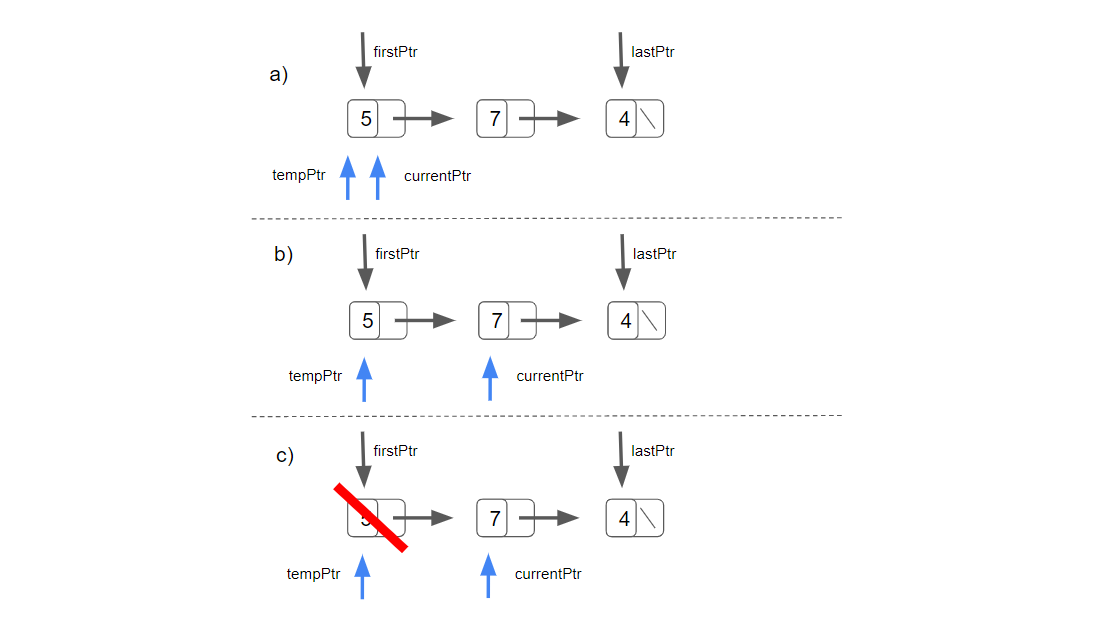 firstPtr lastPtr
a)
5 7 4
tempPtr currentPtr
b) firstPtr lastPtr
5 7 4
tempPtr currentPtr
c) firstPtr lastPtr
5 7 4
tempPtr currentPtr